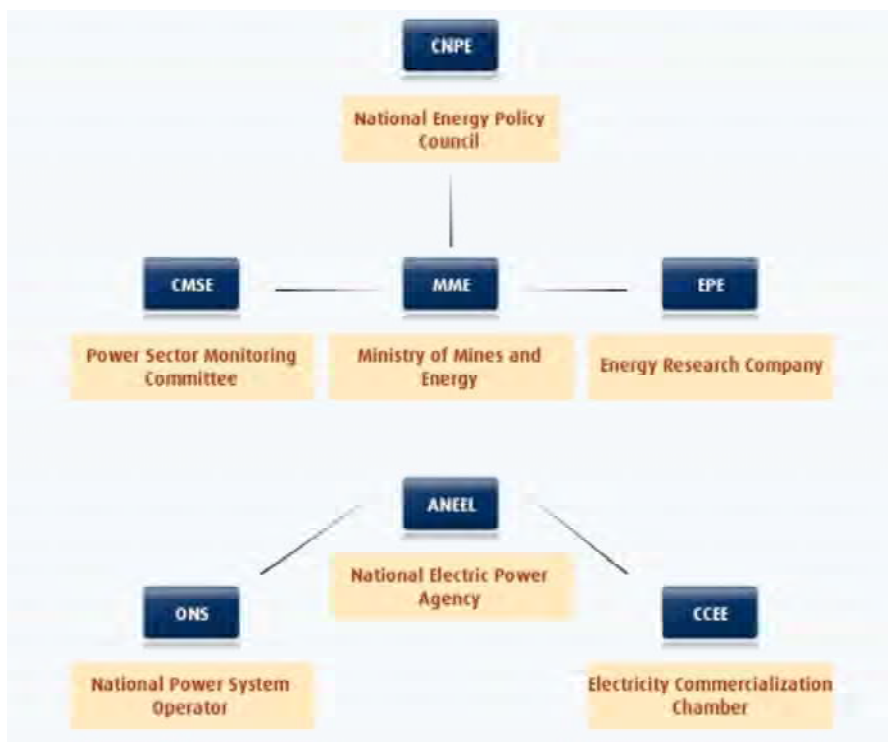 CNPE
National Energy Policy
Council
CMSE
MME
EPE
Power Sector Monitoring
Committee
Ministry of Mines and
Energy
Energy Research Company
ANEEL
National Electric Power
Agency
ONS
CCEE
National Power System
Operator
Electricity Commercialization
Chamber